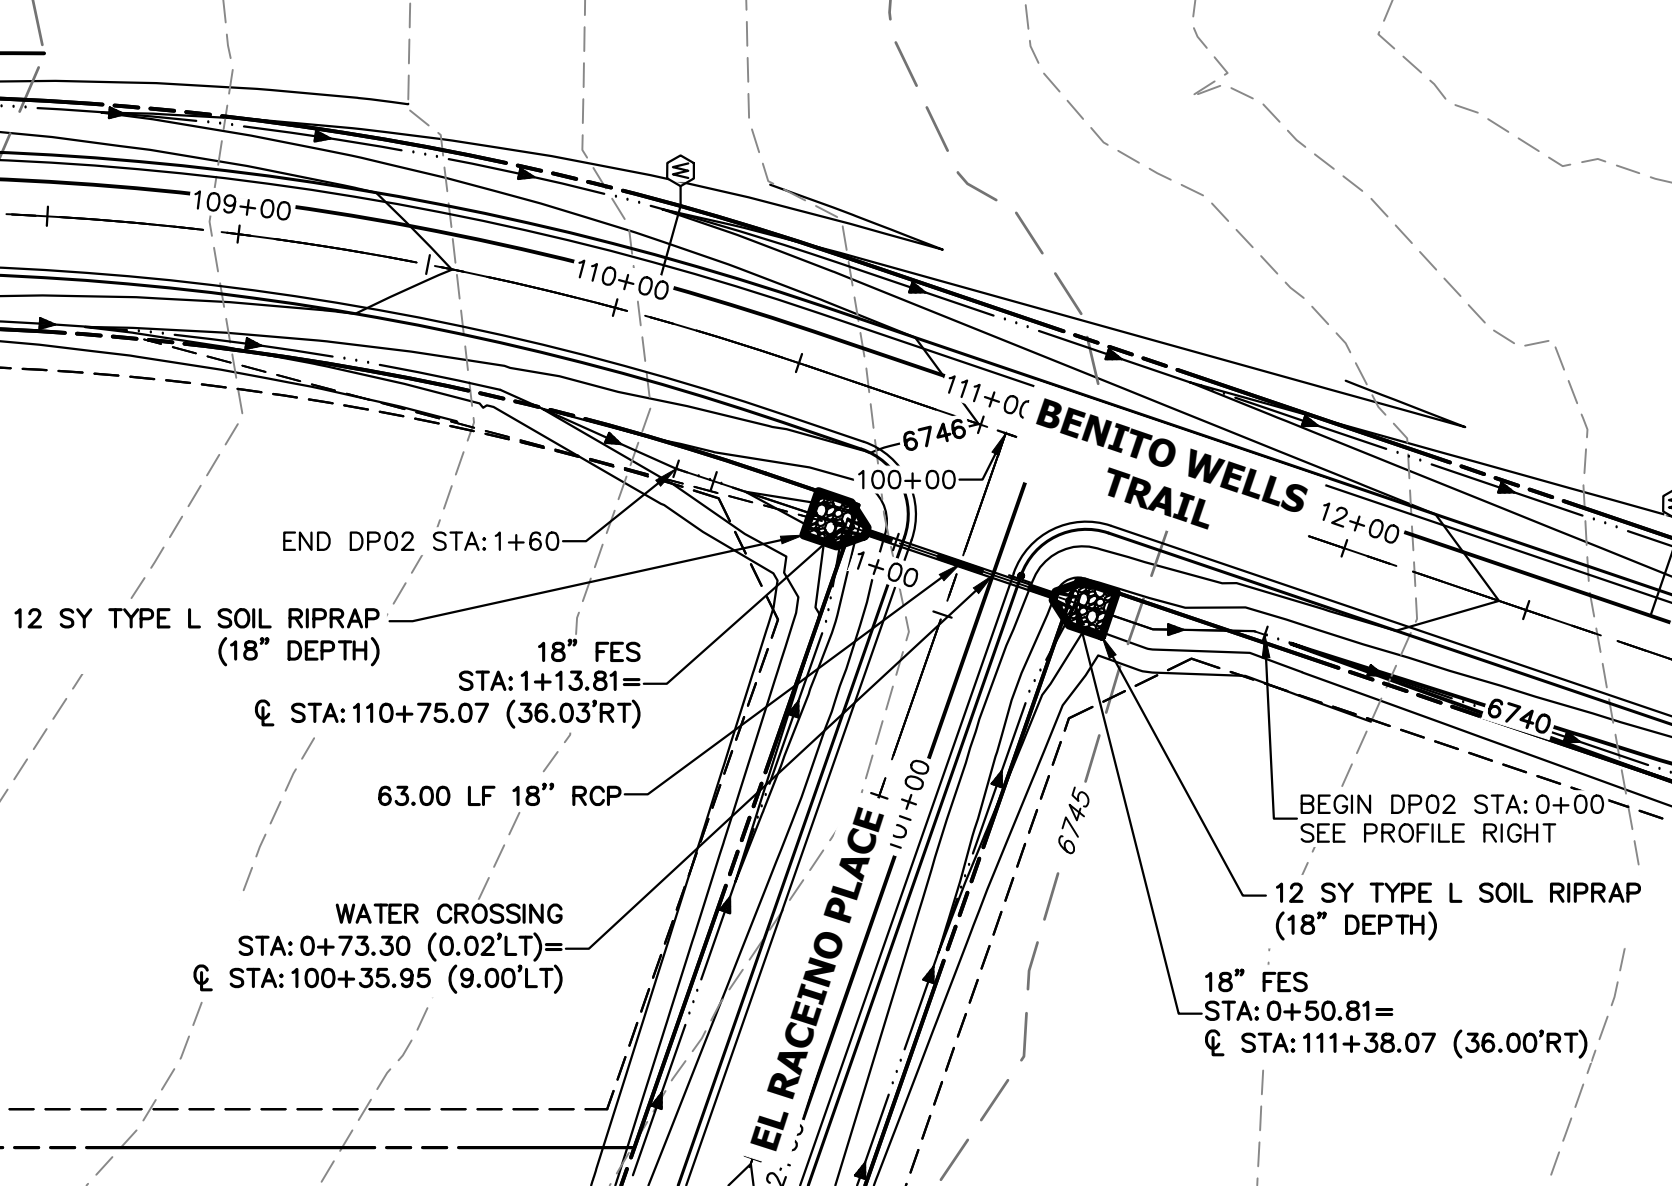 W
109+00
110+00
111+00
BENITO WELLS
TRAIL
6746
100+00
12+00
END DP02 STA:1+60
1+00
12 SY TYPE L SOIL RIPRAP
(18” DEPTH)
18” FES
STA:1+13.81=
℄ STA:110+75.07 (36.03’RT)
6740
63.00 LF 18” RCP
101+00
EL RACEINO PLACE
6745
BEGIN DP02 STA:0+00
SEE PROFILE RIGHT
WATER CROSSING
STA:0+73.30 (0.02’LT)=
℄ STA:100+35.95 (9.00’LT)
12 SY TYPE L SOIL RIPRAP
(18” DEPTH)
18” FES
STA:0+50.81=
℄ STA:111+38.07 (36.00’RT)